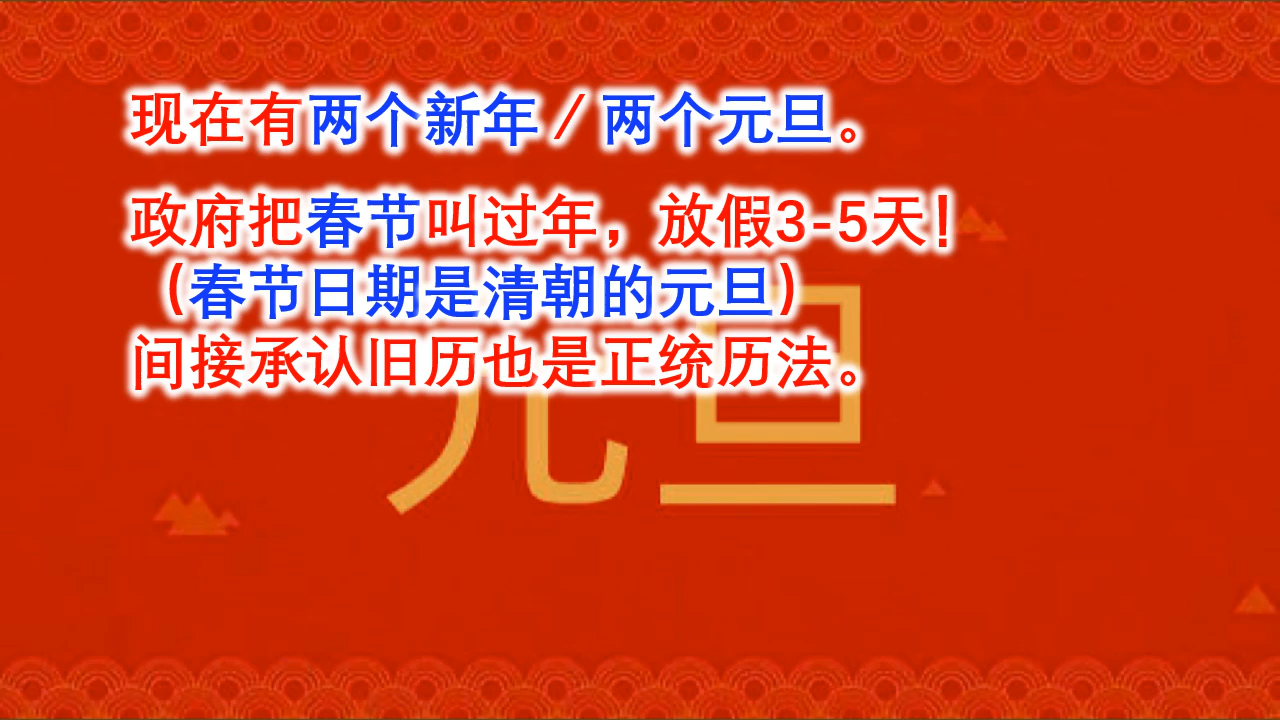 现在有两个新年／两个元旦。
政府把春节叫过年，放假3-5天！
（春节日期是清朝的元旦）
间接承认旧历也是正统历法。
元旦